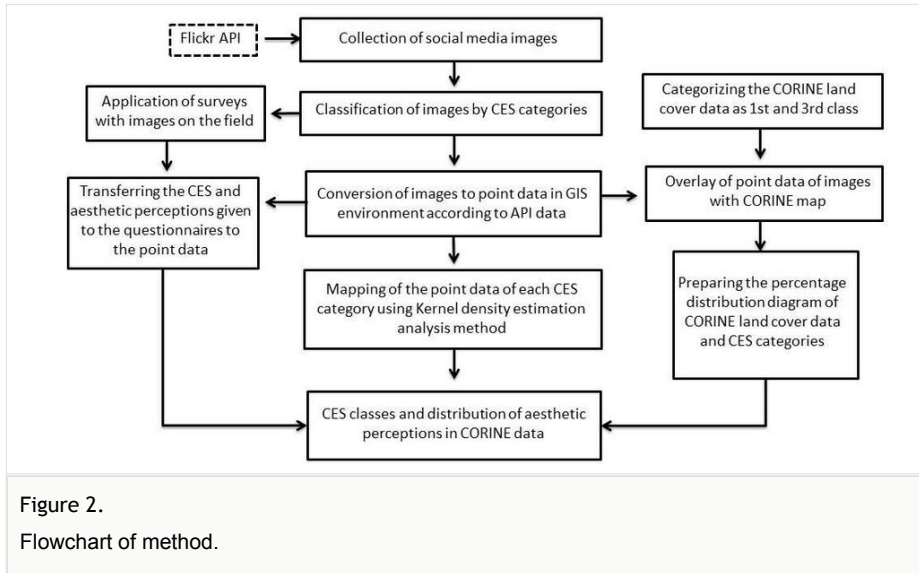 Flickr API
Collection of social media images
Application of surveys
with images on the field
Classification of images by CES categories
Categorizing the CORINE land
cover data as 1st and 3rd class
Transferring the CES and
aesthetic perceptions given
to the questionnaires to
the point data
Conversion of images to point data in GIS
environment according to API data
Overlay of point data of images
with CORINE map
Mapping of the point data of each CES
category using Kernel density estimation
analysis method
Preparing the percentage
distribution diagram of
CORINE land cover data
and CES categories
CES classes and distribution of aesthetic
perceptions in CORINE data
Figure 2.
Flowchart of method.